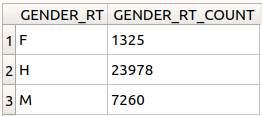 GENDER_RT GENDER_RT_COUNT
1 F 1325
2 H 23978
3 M 7260